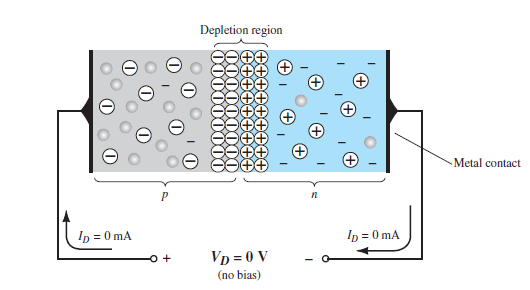 Depletion region
Metal contact
p
n
I_D = 0 mA
I_D = 0 mA
+ V_D = 0 V −
(no bias)